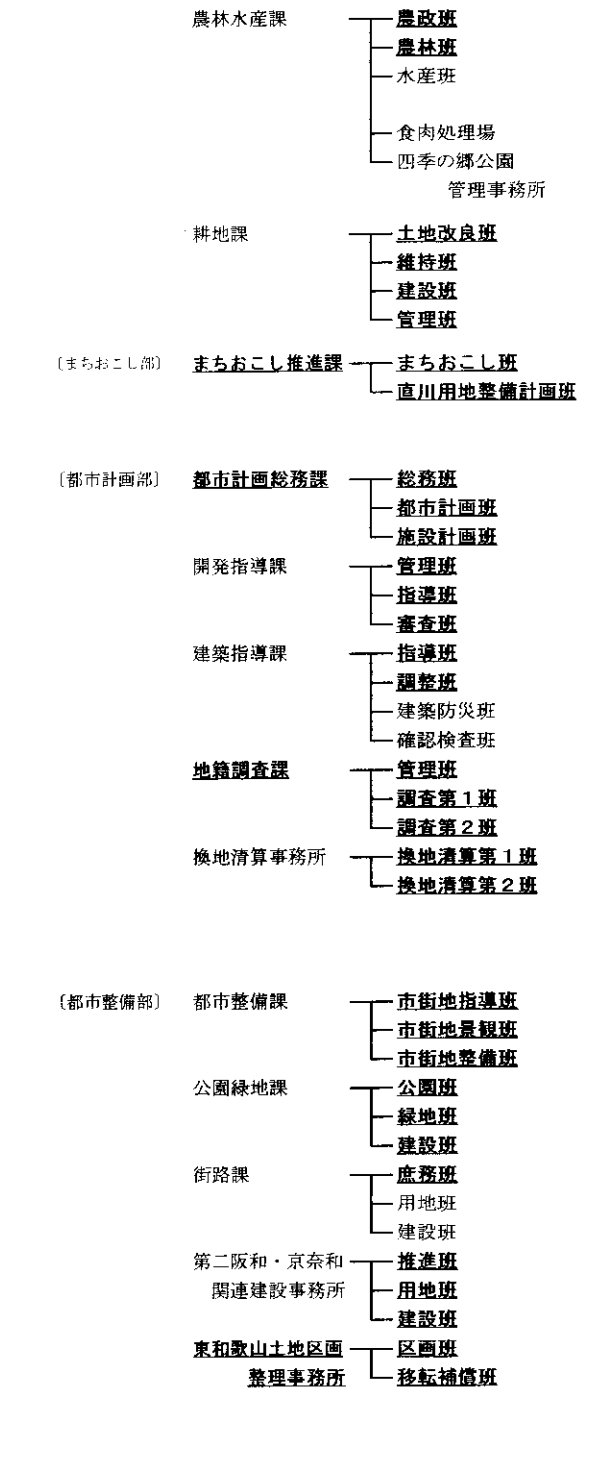 農林水産課 農政班
農林班
水産班
食肉処理場
四季の郷公園
管理事務所
耕地課 土地改良班
維持班
建設班
管理班
〔まちおこし部〕 まちおこし推進課 まちおこし班
直川用地整備計画班
〔都市計画部〕 都市計画総務課 総務班
都市計画班
施設計画班
開発指導課 管理班
指導班
審査班
建築指導課 指導班
調整班
建築防災班
確認検査班
地籍調査課 管理班
調査第1班
調査第2班
換地清算事務所 換地清算第1班
換地清算第2班
〔都市整備部〕 都市整備課 市街地指導班
市街地景観班
市街地整備班
公園緑地課 公園班
緑地班
建設班
街路課 庶務班
用地班
建設班
第二阪和・京奈和 推進班
関連建設事務所 用地班
建設班
東和歌山土地区画 区画班
整理事務所 移転補償班